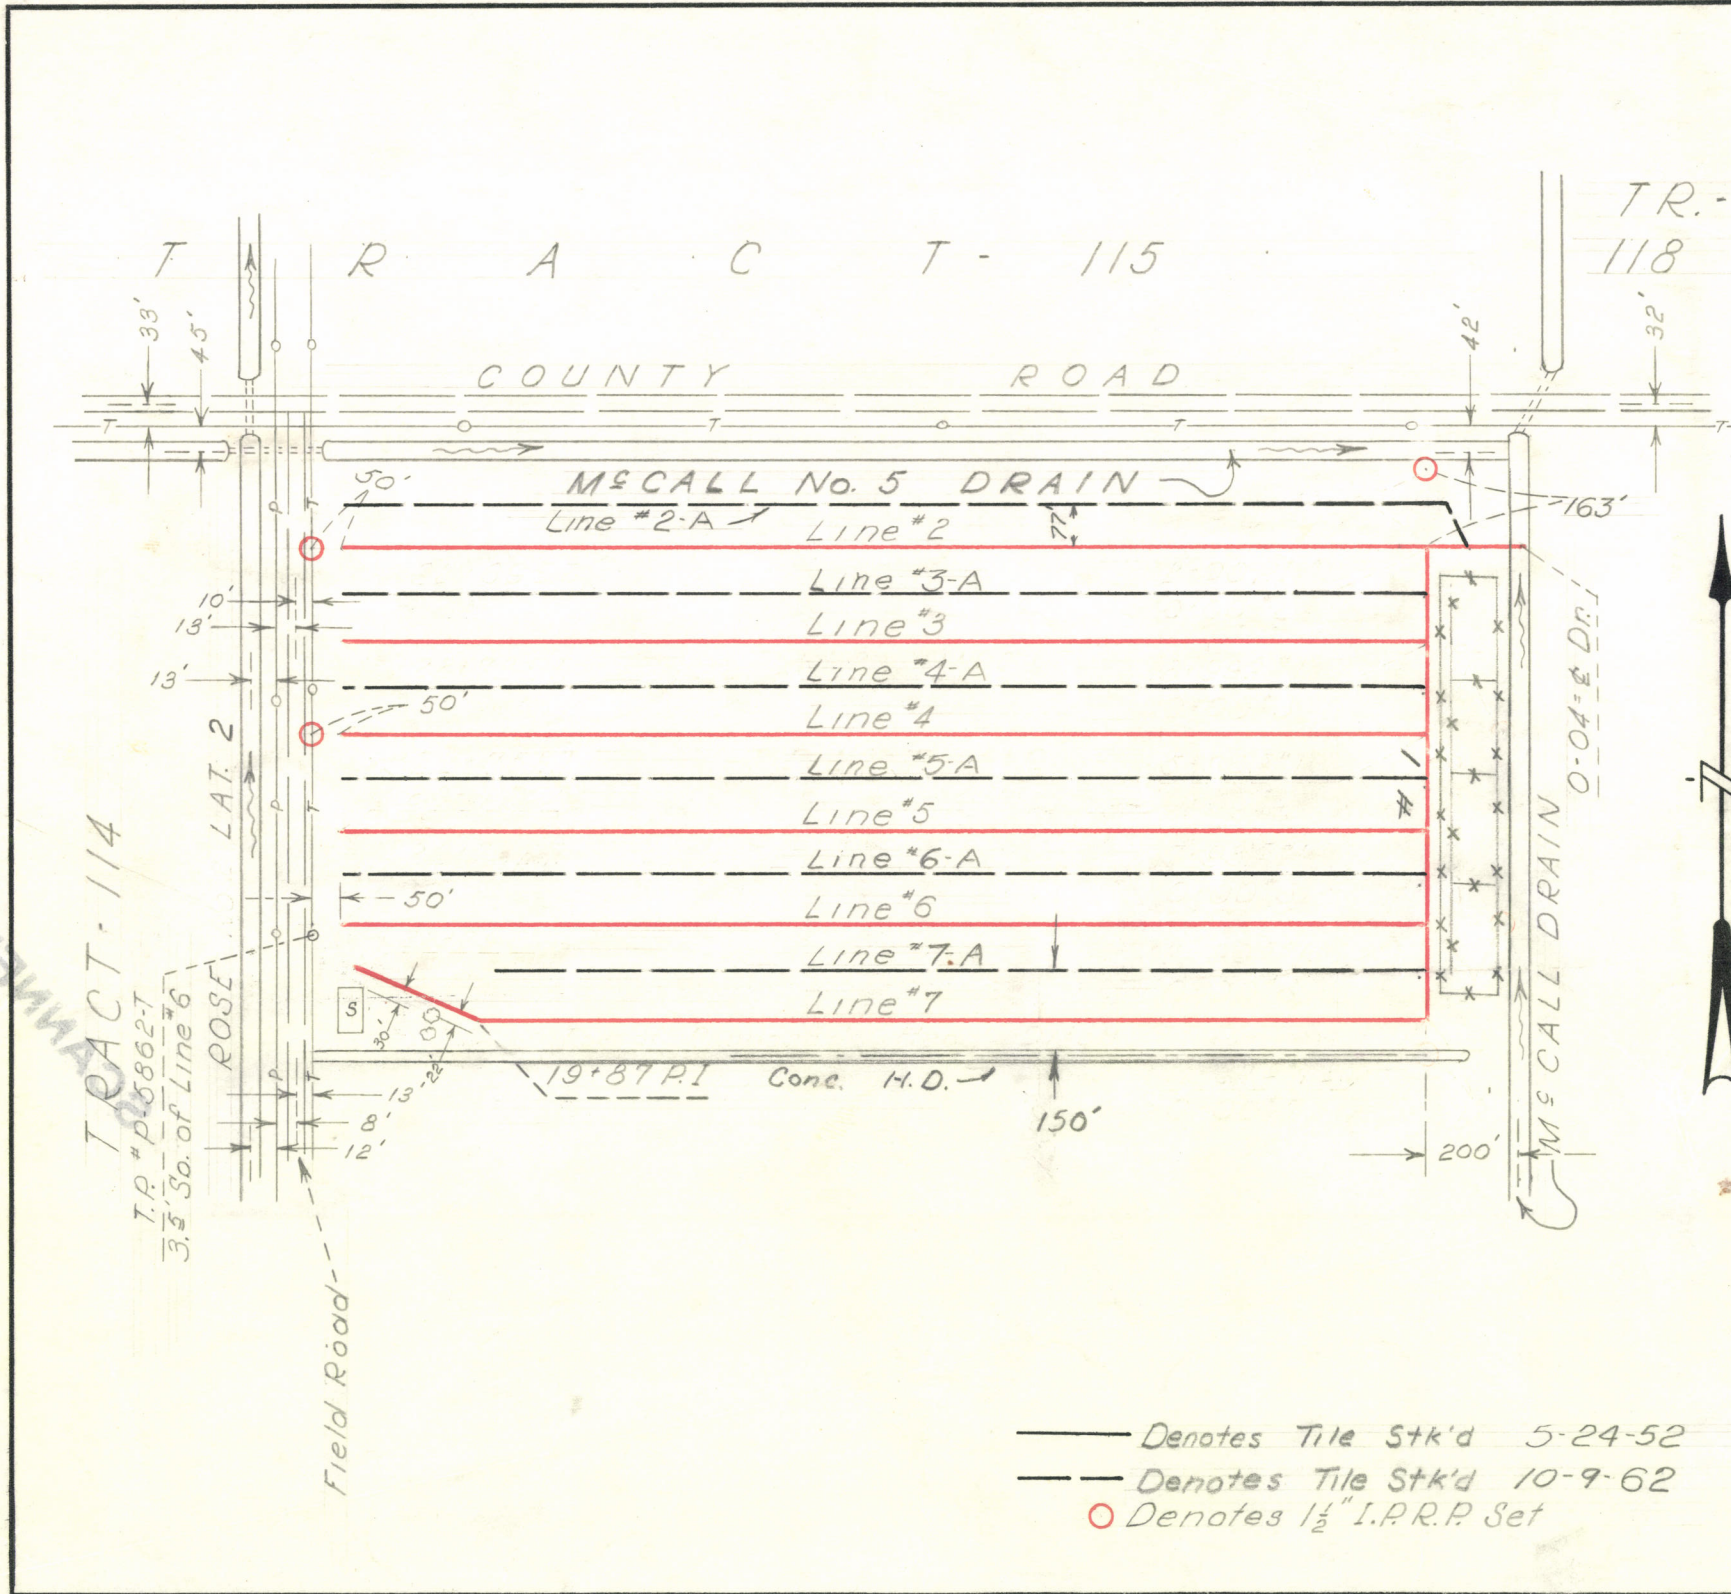 TR.-
118
T R A C T - 115
33'
45'
42'
32'
COUNTY ROAD
T
T
T
T-
50'
McCALL No. 5 DRAIN
P
T
Line #2-A
77'
Line #2
163'
Line #3-A
10'
13'
Line #3
Line #4-A
13'
50'
Line #4
LAT. 2
ROSE
Line #5-A
#1
0-04=¢ Dr.
P
T
Line #5
Line #6-A
50'
Line #6
TRACT-114
Line #7-A
Line #7
S
30'
22'
T.P. #P-5862-T
3.5' So. of Line #6
SCANNE
McCALL DRAIN
P
T
19+87 P.I
Conc. H.D.
13'
8'
12'
150'
200'
Field Road
Denotes Tile Stk'd 5-24-52
Denotes Tile Stk'd 10-9-62
Denotes 1½" I.P.R.P. Set